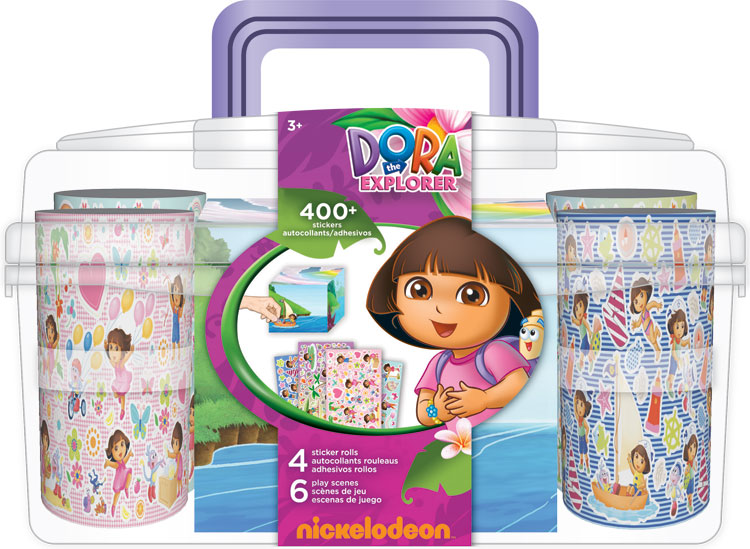 3+
DORA
the
EXPLORER
400+
stickers
autocollants/adhesivos
4 sticker rolls
autocollants rouleaux
adhesivos rollos
6 play scenes
scènes de jeu
escenas de juego
nickelodeon